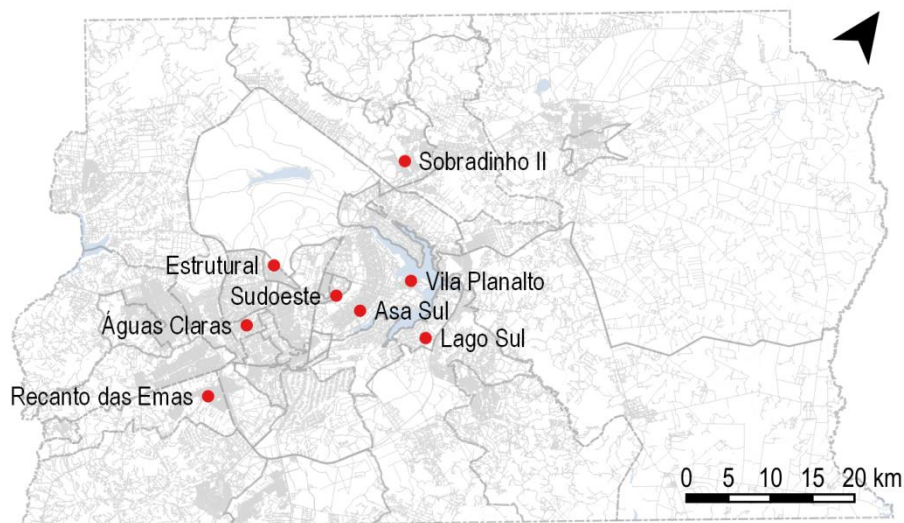 Sobradinho II
Estrutural
Vila Planalto
Sudoeste
Asa Sul
Águas Claras
Lago Sul
Recanto das Emas
0 5 10 15 20 km